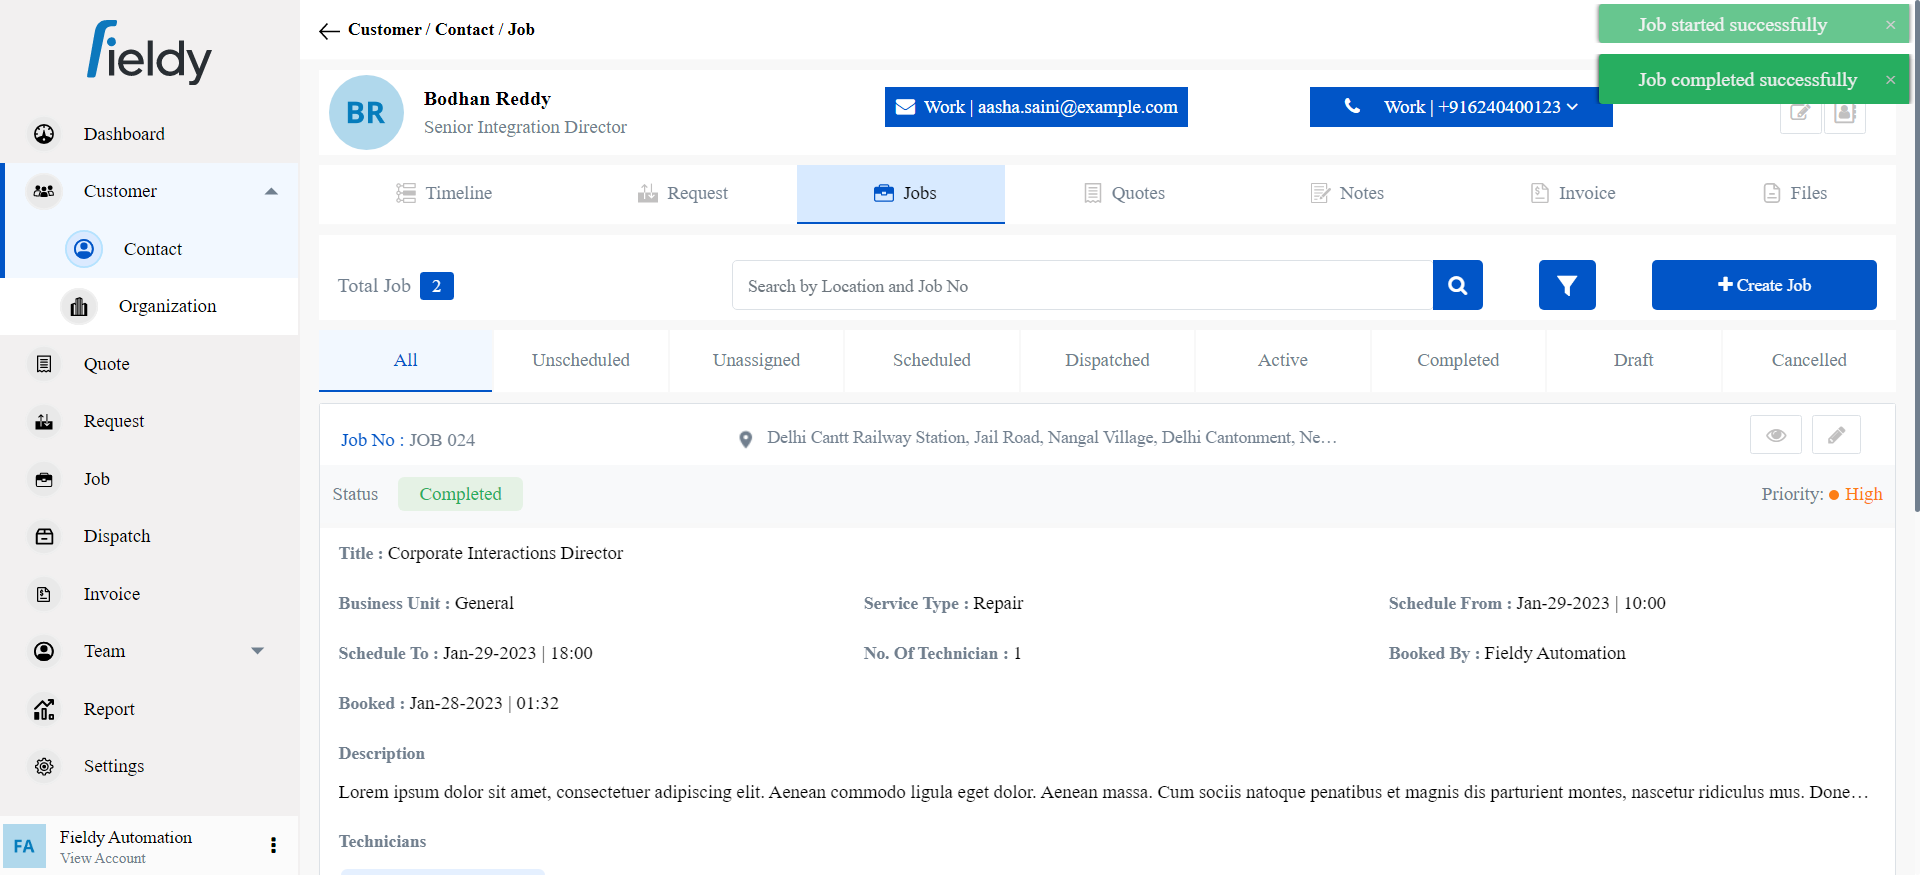 Fieldy
Dashboard
Customer
Contact
Organization
Quote
Request
Job
Dispatch
Invoice
Team
Report
Settings
FA
Fieldy Automation
View Account
Customer / Contact / Job
Job started successfully ×
Job completed successfully ×
BR
Bodhan Reddy
Senior Integration Director
Work | aasha.saini@example.com
Work | +916240400123
Timeline
Request
Jobs
Quotes
Notes
Invoice
Files
Total Job 2
Search by Location and Job No
Create Job
All
Unscheduled
Unassigned
Scheduled
Dispatched
Active
Completed
Draft
Cancelled
Job No : JOB 024
Delhi Cantt Railway Station, Jail Road, Nangal Village, Delhi Cantonment, Ne…
Status Completed
Priority: High
Title : Corporate Interactions Director
Business Unit : General
Service Type : Repair
Schedule From : Jan-29-2023 | 10:00
Schedule To : Jan-29-2023 | 18:00
No. Of Technician : 1
Booked By : Fieldy Automation
Booked : Jan-28-2023 | 01:32
Description
Lorem ipsum dolor sit amet, consectetuer adipiscing elit. Aenean commodo ligula eget dolor. Aenean massa. Cum sociis natoque penatibus et magnis dis parturient montes, nascetur ridiculus mus. Done…
Technicians